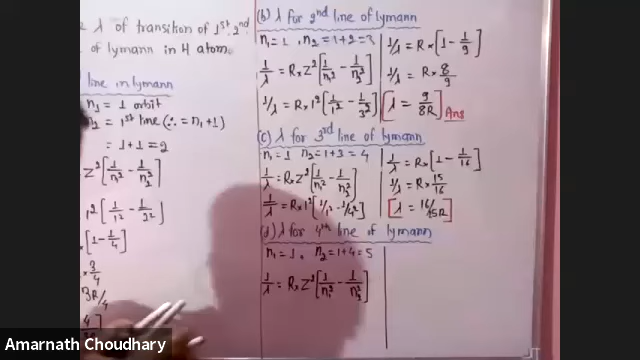 λ of transition of 1st 2nd
of lymann in H atom.
line in lymann
n1 = 1 orbit
n2 = 1st line (∴ = n1+1)
= 1+1 = 2
Z² [1/n1² - 1/n2²]
1² [1/1² - 1/2²]
[1 - 1/4]
× 3/4
3R/4
(b) λ for 2nd line of lymann
n1 = 1, n2 = 1+2 = 3
1/λ = R×Z² [1/n1² - 1/n2²]
1/λ = R×1² [1/1² - 1/3²]
1/λ = R×[1 - 1/9]
1/λ = R× 8/9
[λ = 9/8R] Ans
(c) λ for 3rd line of lymann
n1 = 1 n2 = 1+3 = 4
1/λ = R×Z² [1/n1² - 1/n2²]
1/λ = R×1² [1/1² - 1/4²]
1/λ = R×[1 - 1/16]
1/λ = R× 15/16
[λ = 16/15R]
(d) λ for 4th line of lymann
n1 = 1, n2 = 1+4 = 5
1/λ = R×Z² [1/n1² - 1/n2²]
Amarnath Choudhary